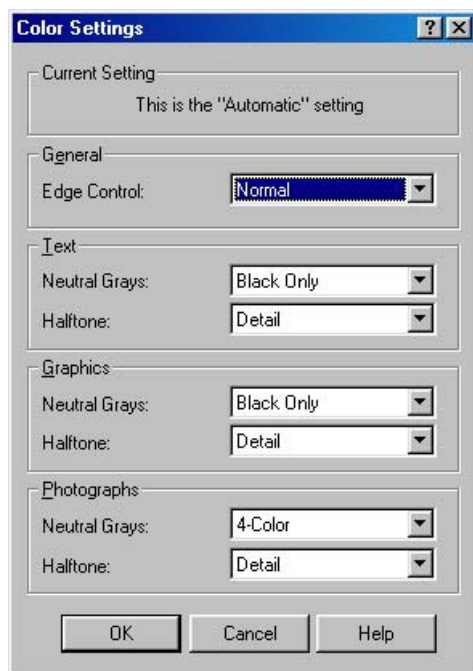 Color Settings
Current Setting
This is the "Automatic" setting
General
Edge Control: Normal
Text
Neutral Grays: Black Only
Halftone: Detail
Graphics
Neutral Grays: Black Only
Halftone: Detail
Photographs
Neutral Grays: 4-Color
Halftone: Detail
OK Cancel Help